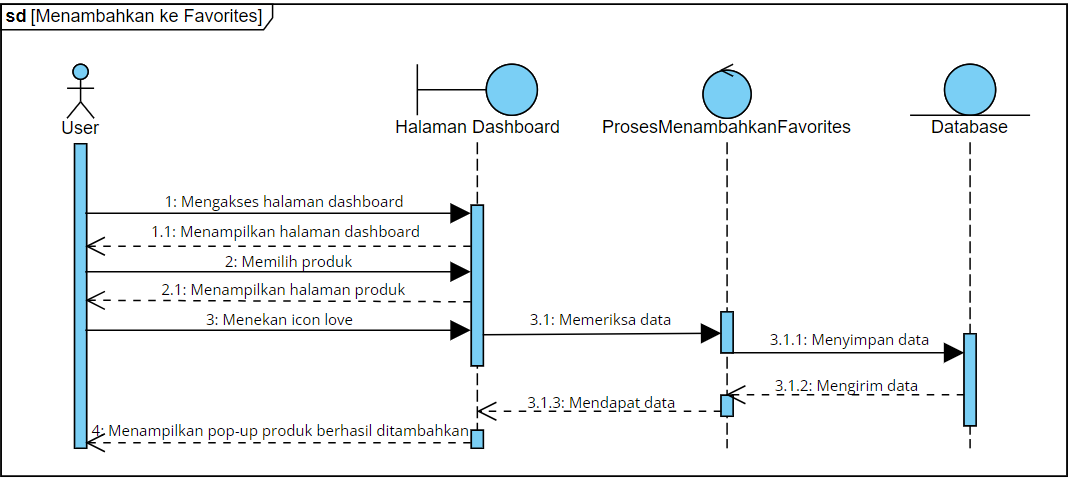 sd [Menambahkan ke Favorites]
User
Halaman Dashboard
ProsesMenambahkanFavorites
Database
1: Mengakses halaman dashboard
1.1: Menampilkan halaman dashboard
2: Memilih produk
2.1: Menampilkan halaman produk
3: Menekan icon love
3.1: Memeriksa data
3.1.1: Menyimpan data
3.1.2: Mengirim data
3.1.3: Mendapat data
4: Menampilkan pop-up produk berhasil ditambahkan